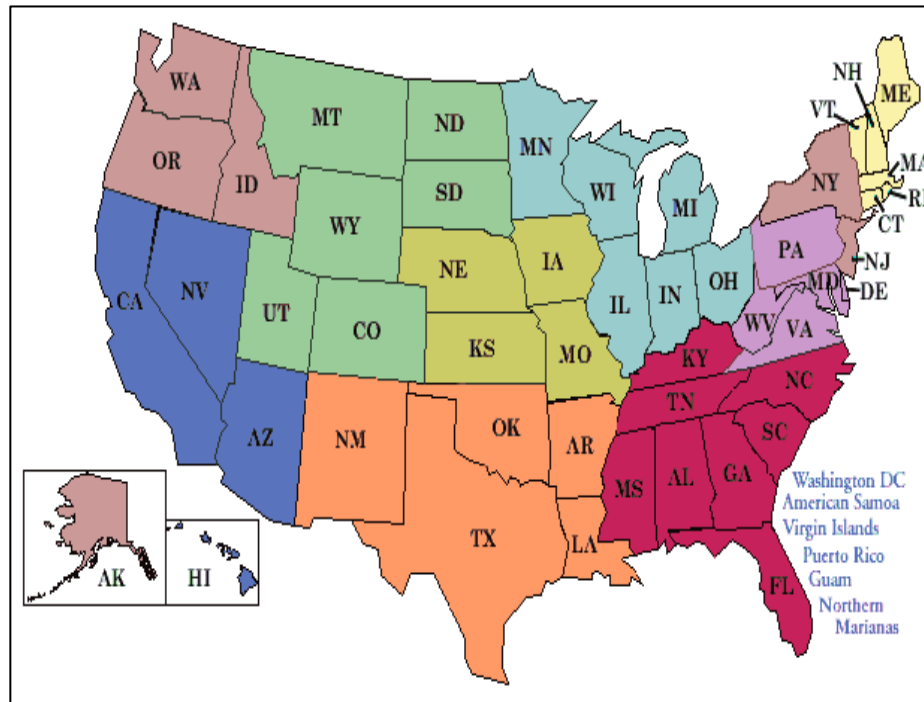 WA
MT
ND
MN
NH
ME
VT
OR
ID
SD
WI
MI
NY
MA
RI
CT
WY
NE
IA
PA
NJ
CA
NV
UT
CO
IL
IN
OH
MD
DE
WV
VA
KS
MO
KY
NC
TN
AZ
NM
OK
AR
SC
MS
AL
GA
TX
LA
FL
AK
HI
Washington DC
American Samoa
Virgin Islands
Puerto Rico
Guam
Northern
Marianas